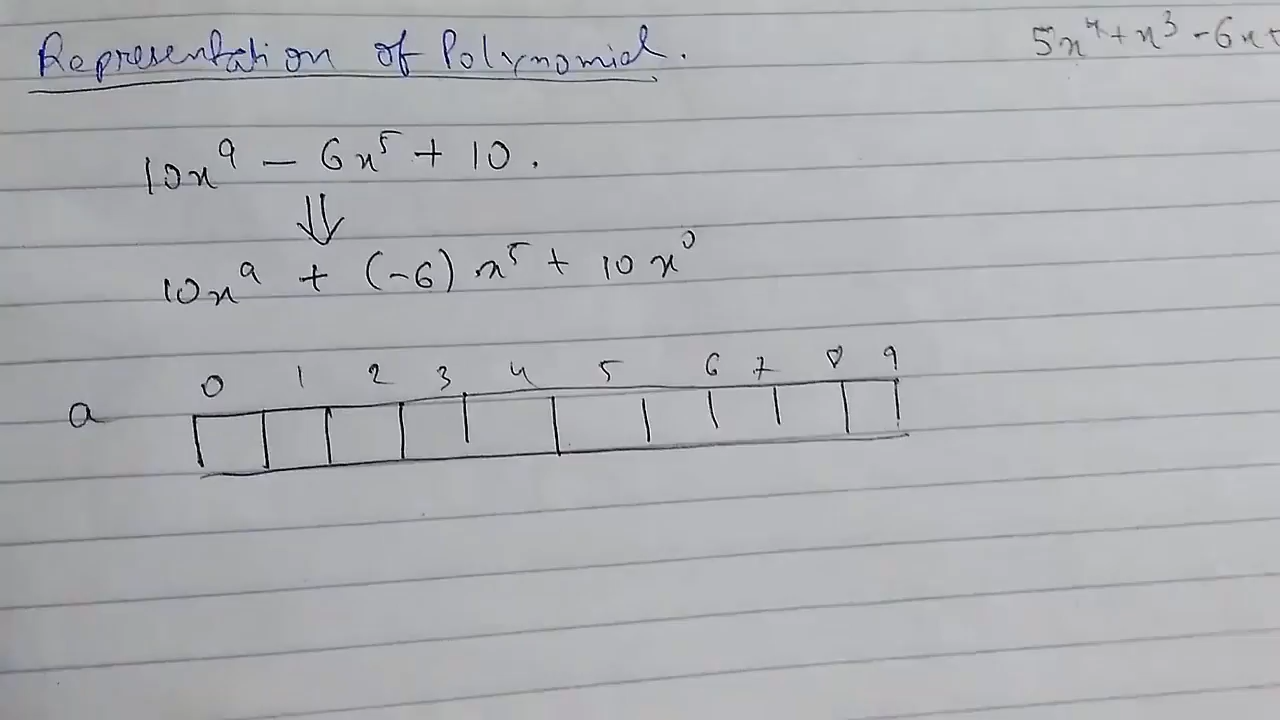 Representation of Polynomial.
5x⁴+x³-6x+
10x⁹ - 6x⁵ + 10.
⇓
10x⁹ + (-6) x⁵ + 10 x⁰
0 1 2 3 4 5 6 7 8 9
a